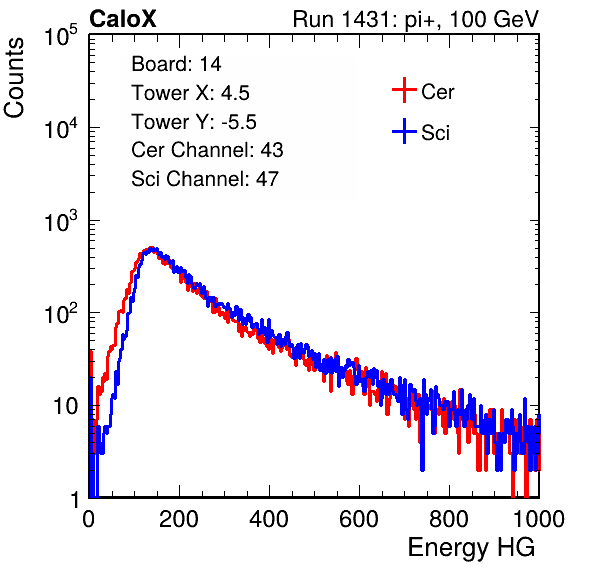 CaloX Run 1431: pi+, 100 GeV
Counts
Board: 14
Tower X: 4.5
Tower Y: -5.5
Cer Channel: 43
Sci Channel: 47
Cer
Sci
10^5
10^4
10^3
10^2
10
1
0 200 400 600 800 1000
Energy HG